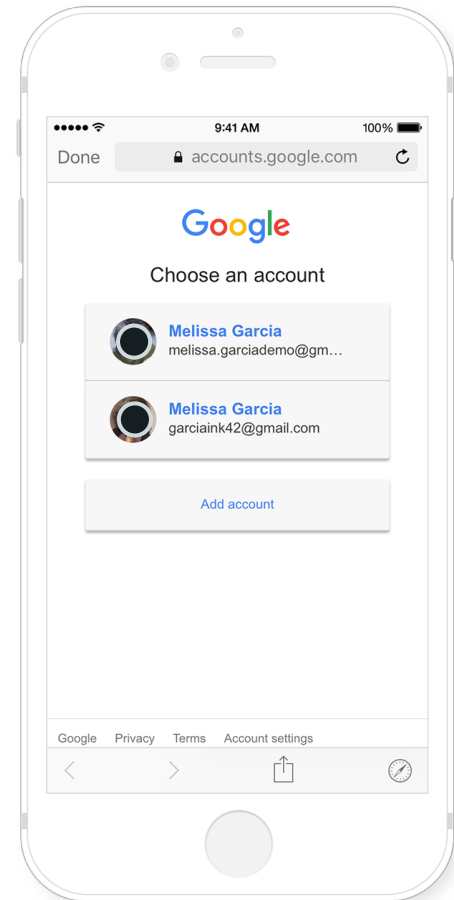 9:41 AM 100%
Done accounts.google.com
Google
Choose an account
Melissa Garcia
melissa.garciademo@gm...
Melissa Garcia
garciaink42@gmail.com
Add account
Google Privacy Terms Account settings